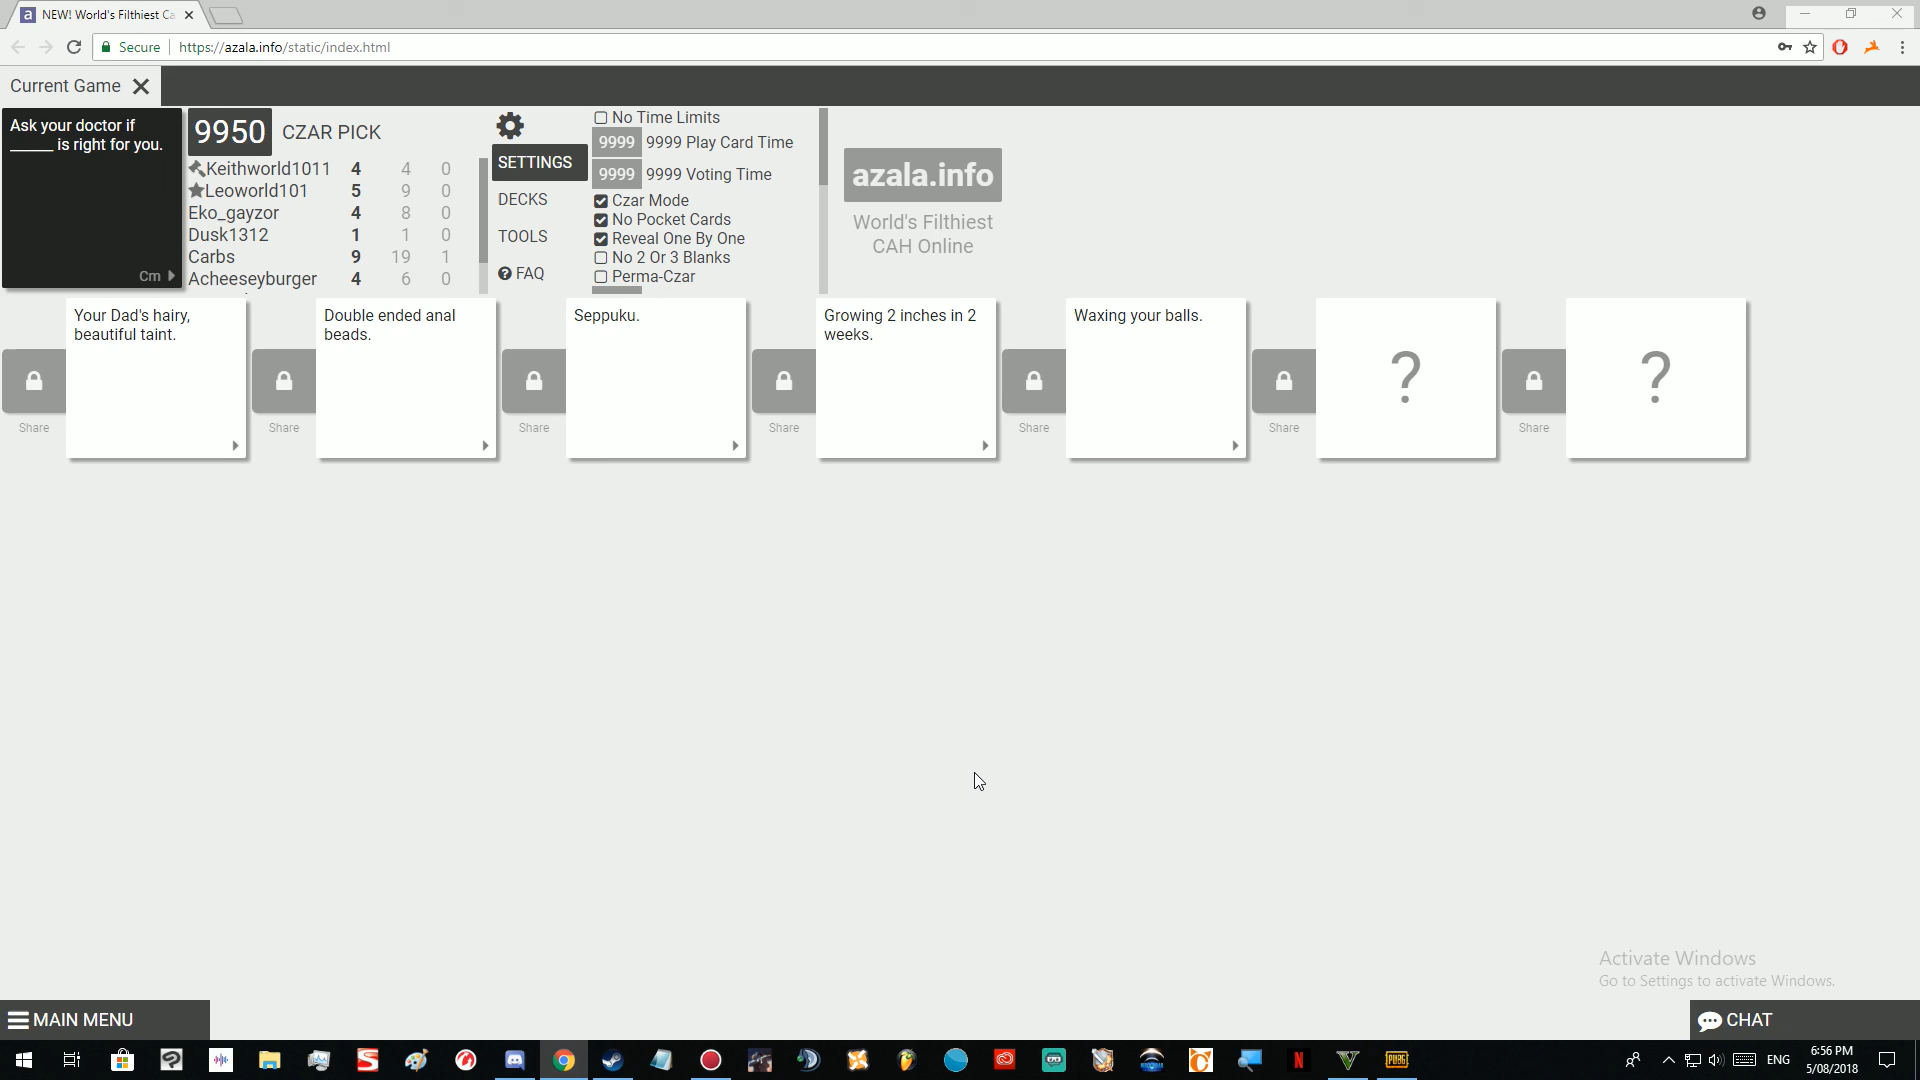 NEW! World's Filthiest Ca
Secure
https://azala.info/static/index.html
Current Game
Ask your doctor if
______ is right for you.
Cm
9950 CZAR PICK
Keithworld1011 4 4 0
Leoworld101 5 9 0
Eko_gayzor 4 8 0
Dusk1312 1 1 0
Carbs 9 19 1
Acheeseyburger 4 6 0
SETTINGS
DECKS
TOOLS
FAQ
No Time Limits
9999 9999 Play Card Time
9999 9999 Voting Time
Czar Mode
No Pocket Cards
Reveal One By One
No 2 Or 3 Blanks
Perma-Czar
azala.info
World's Filthiest
CAH Online
Share
Your Dad's hairy,
beautiful taint.
Share
Double ended anal
beads.
Share
Seppuku.
Share
Growing 2 inches in 2
weeks.
Share
Waxing your balls.
Share
?
Share
?
Activate Windows
Go to Settings to activate Windows.
MAIN MENU
CHAT
ENG
6:56 PM
5/08/2018